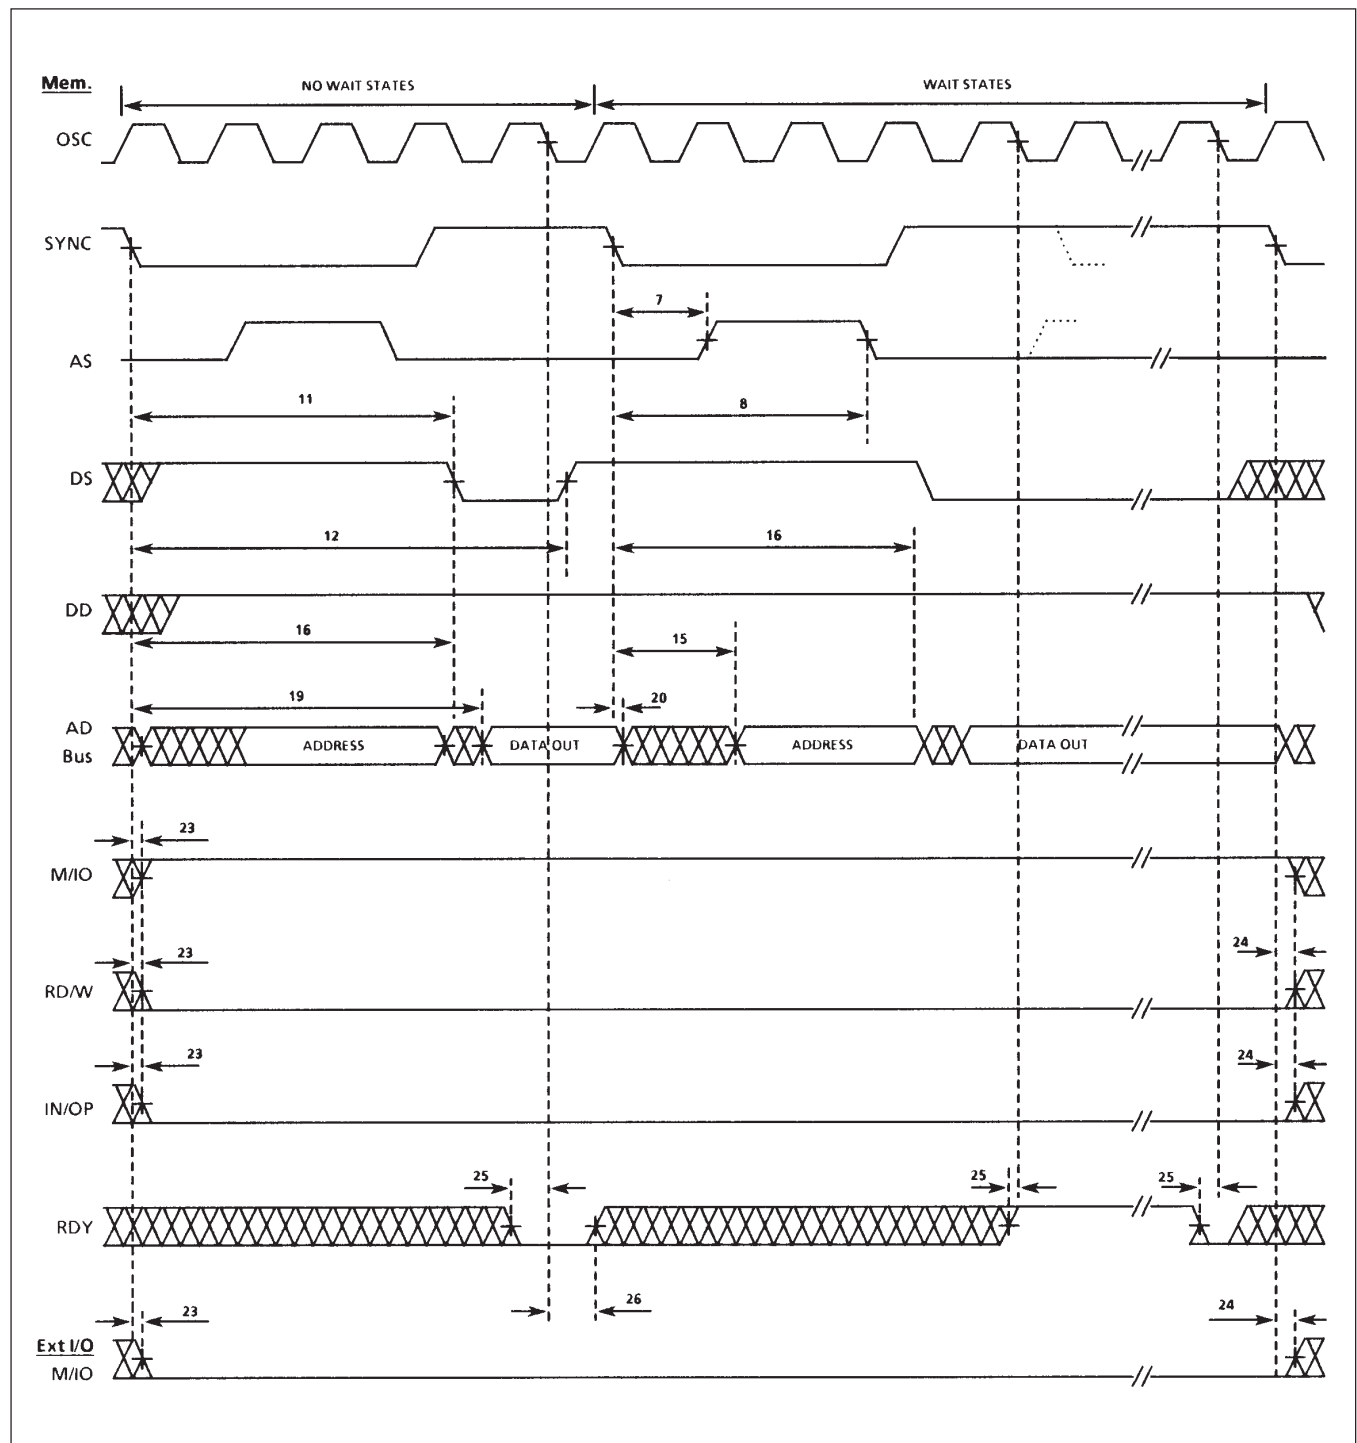 Mem.
NO WAIT STATES
WAIT STATES
OSC
SYNC
7
AS
11
8
DS
12
16
DD
16
15
19
20
AD
Bus
ADDRESS
DATA OUT
ADDRESS
DATA OUT
23
M/IO
23
24
RD/W
23
24
IN/OP
25
25
25
RDY
26
23
24
Ext I/O
M/IO